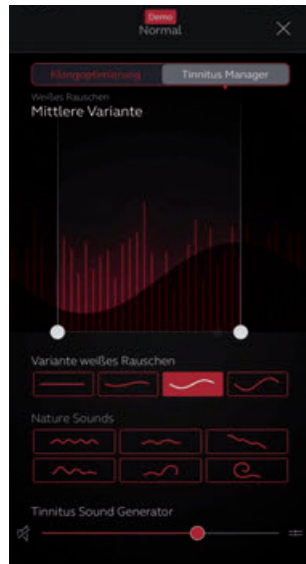 Demo
Normal
Klangoptimierung
Tinnitus Manager
Weißes Rauschen
Mittlere Variante
Variante weißes Rauschen
Nature Sounds
Tinnitus Sound Generator